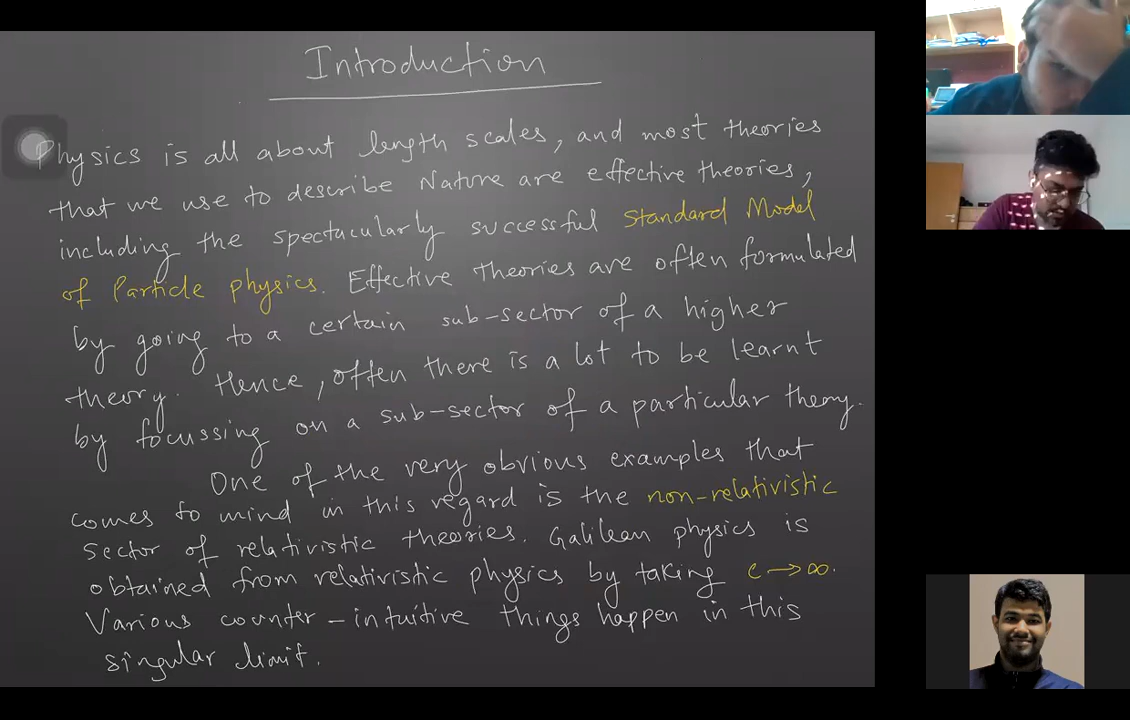 Introduction
Physics is all about length scales, and most theories
that we use to describe Nature are effective theories,
including the spectacularly successful Standard Model
of Particle physics. Effective theories are often formulated
by going to a certain sub-sector of a higher
theory. Hence, often there is a lot to be learnt
by focussing on a sub-sector of a particular theory.
One of the very obvious examples that
comes to mind in this regard is the non-relativistic
sector of relativistic theories. Galilean physics is
obtained from relativistic physics by taking c → ∞.
Various counter-intuitive things happen in this
singular limit.